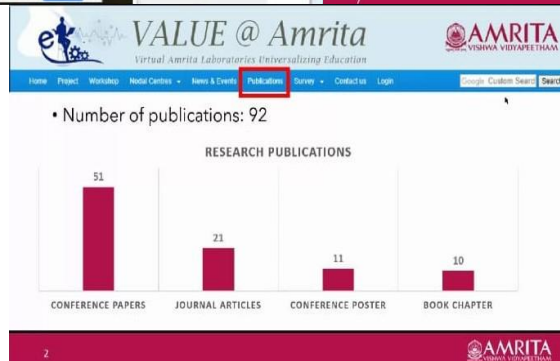 VALUE @ Amrita
Virtual Amrita Laboratories Universalizing Education
AMRITA
VISHWA VIDYAPEETHAM
Home Project Workshop Nodal Centres News & Events Publications Survey Contact us Login
Google Custom Search Search
• Number of publications: 92
RESEARCH PUBLICATIONS
51
21
11
10
CONFERENCE PAPERS JOURNAL ARTICLES CONFERENCE POSTER BOOK CHAPTER
2
AMRITA
VISHWA VIDYAPEETHAM